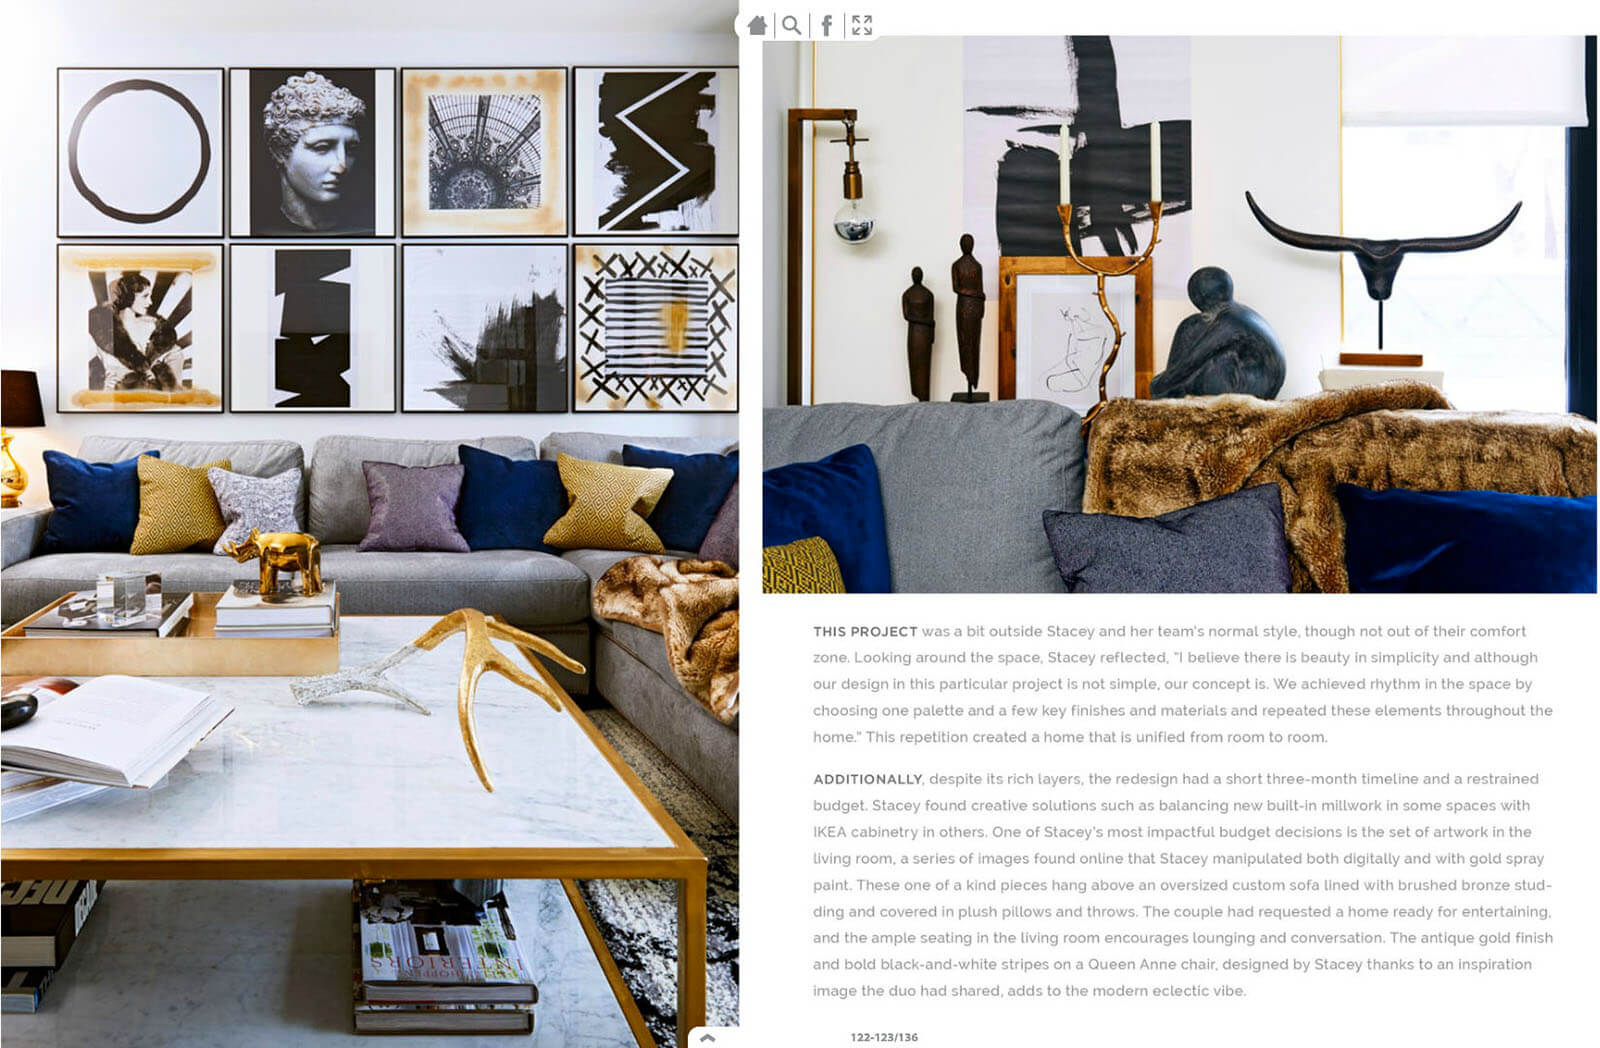 THIS PROJECT was a bit outside Stacey and her team's normal style, though not out of their comfort
zone. Looking around the space, Stacey reflected, "I believe there is beauty in simplicity and although
our design in this particular project is not simple, our concept is. We achieved rhythm in the space by
choosing one palette and a few key finishes and materials and repeated these elements throughout the
home." This repetition created a home that is unified from room to room.
ADDITIONALLY, despite its rich layers, the redesign had a short three-month timeline and a restrained
budget. Stacey found creative solutions such as balancing new built-in millwork in some spaces with
IKEA cabinetry in others. One of Stacey's most impactful budget decisions is the set of artwork in the
living room, a series of images found online that Stacey manipulated both digitally and with gold spray
paint. These one of a kind pieces hang above an oversized custom sofa lined with brushed bronze stud-
ding and covered in plush pillows and throws. The couple had requested a home ready for entertaining,
and the ample seating in the living room encourages lounging and conversation. The antique gold finish
and bold black-and-white stripes on a Queen Anne chair, designed by Stacey thanks to an inspiration
image the duo had shared, adds to the modern eclectic vibe.
INTERIORS
122-123/136